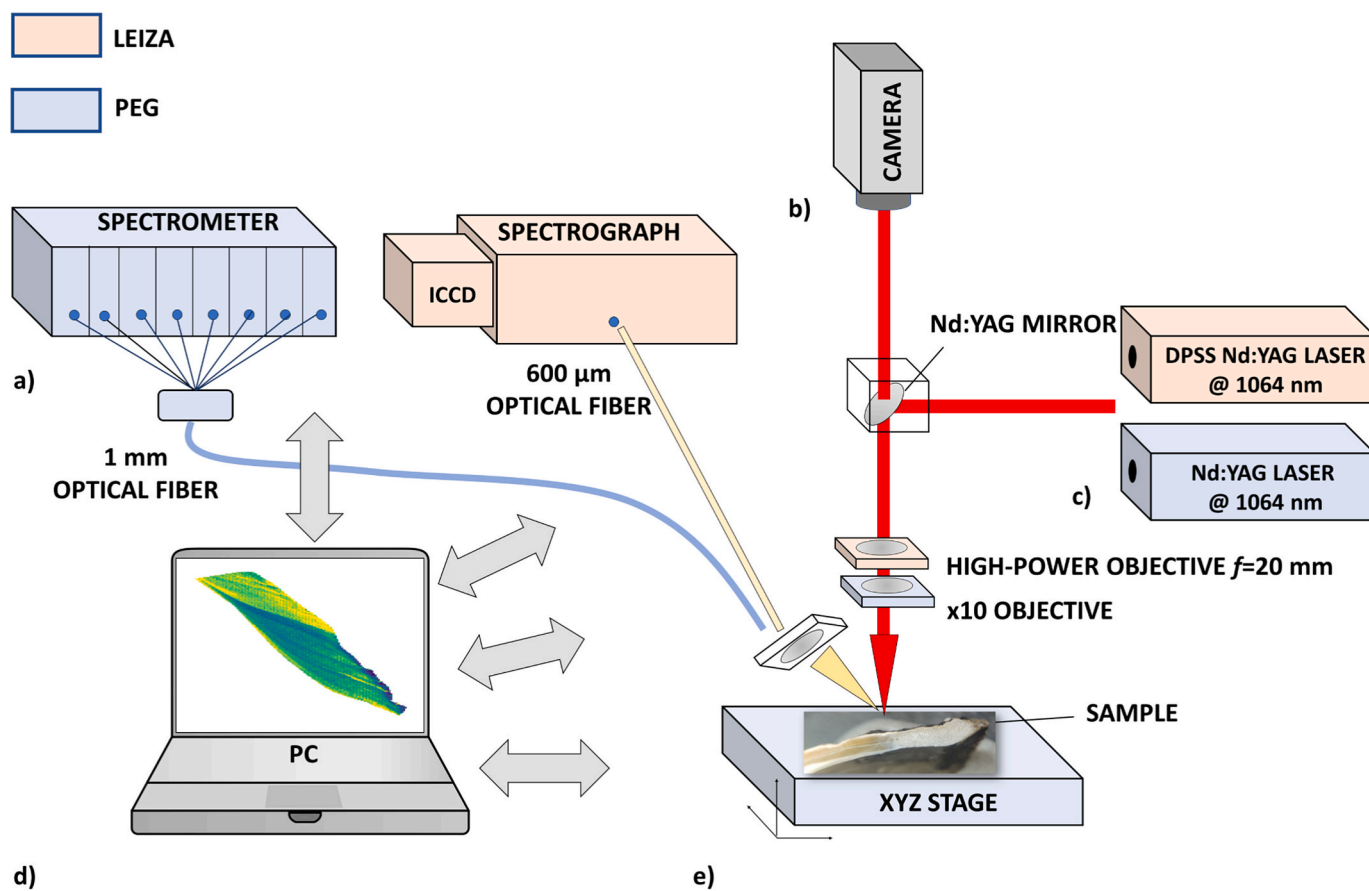 LEIZA
PEG
CAMERA
b)
SPECTROMETER
SPECTROGRAPH
ICCD
a)
1 mm
OPTICAL FIBER
600 µm
OPTICAL FIBER
Nd:YAG MIRROR
DPSS Nd:YAG LASER
@ 1064 nm
Nd:YAG LASER
@ 1064 nm
c)
HIGH-POWER OBJECTIVE f=20 mm
x10 OBJECTIVE
PC
SAMPLE
XYZ STAGE
d)
e)